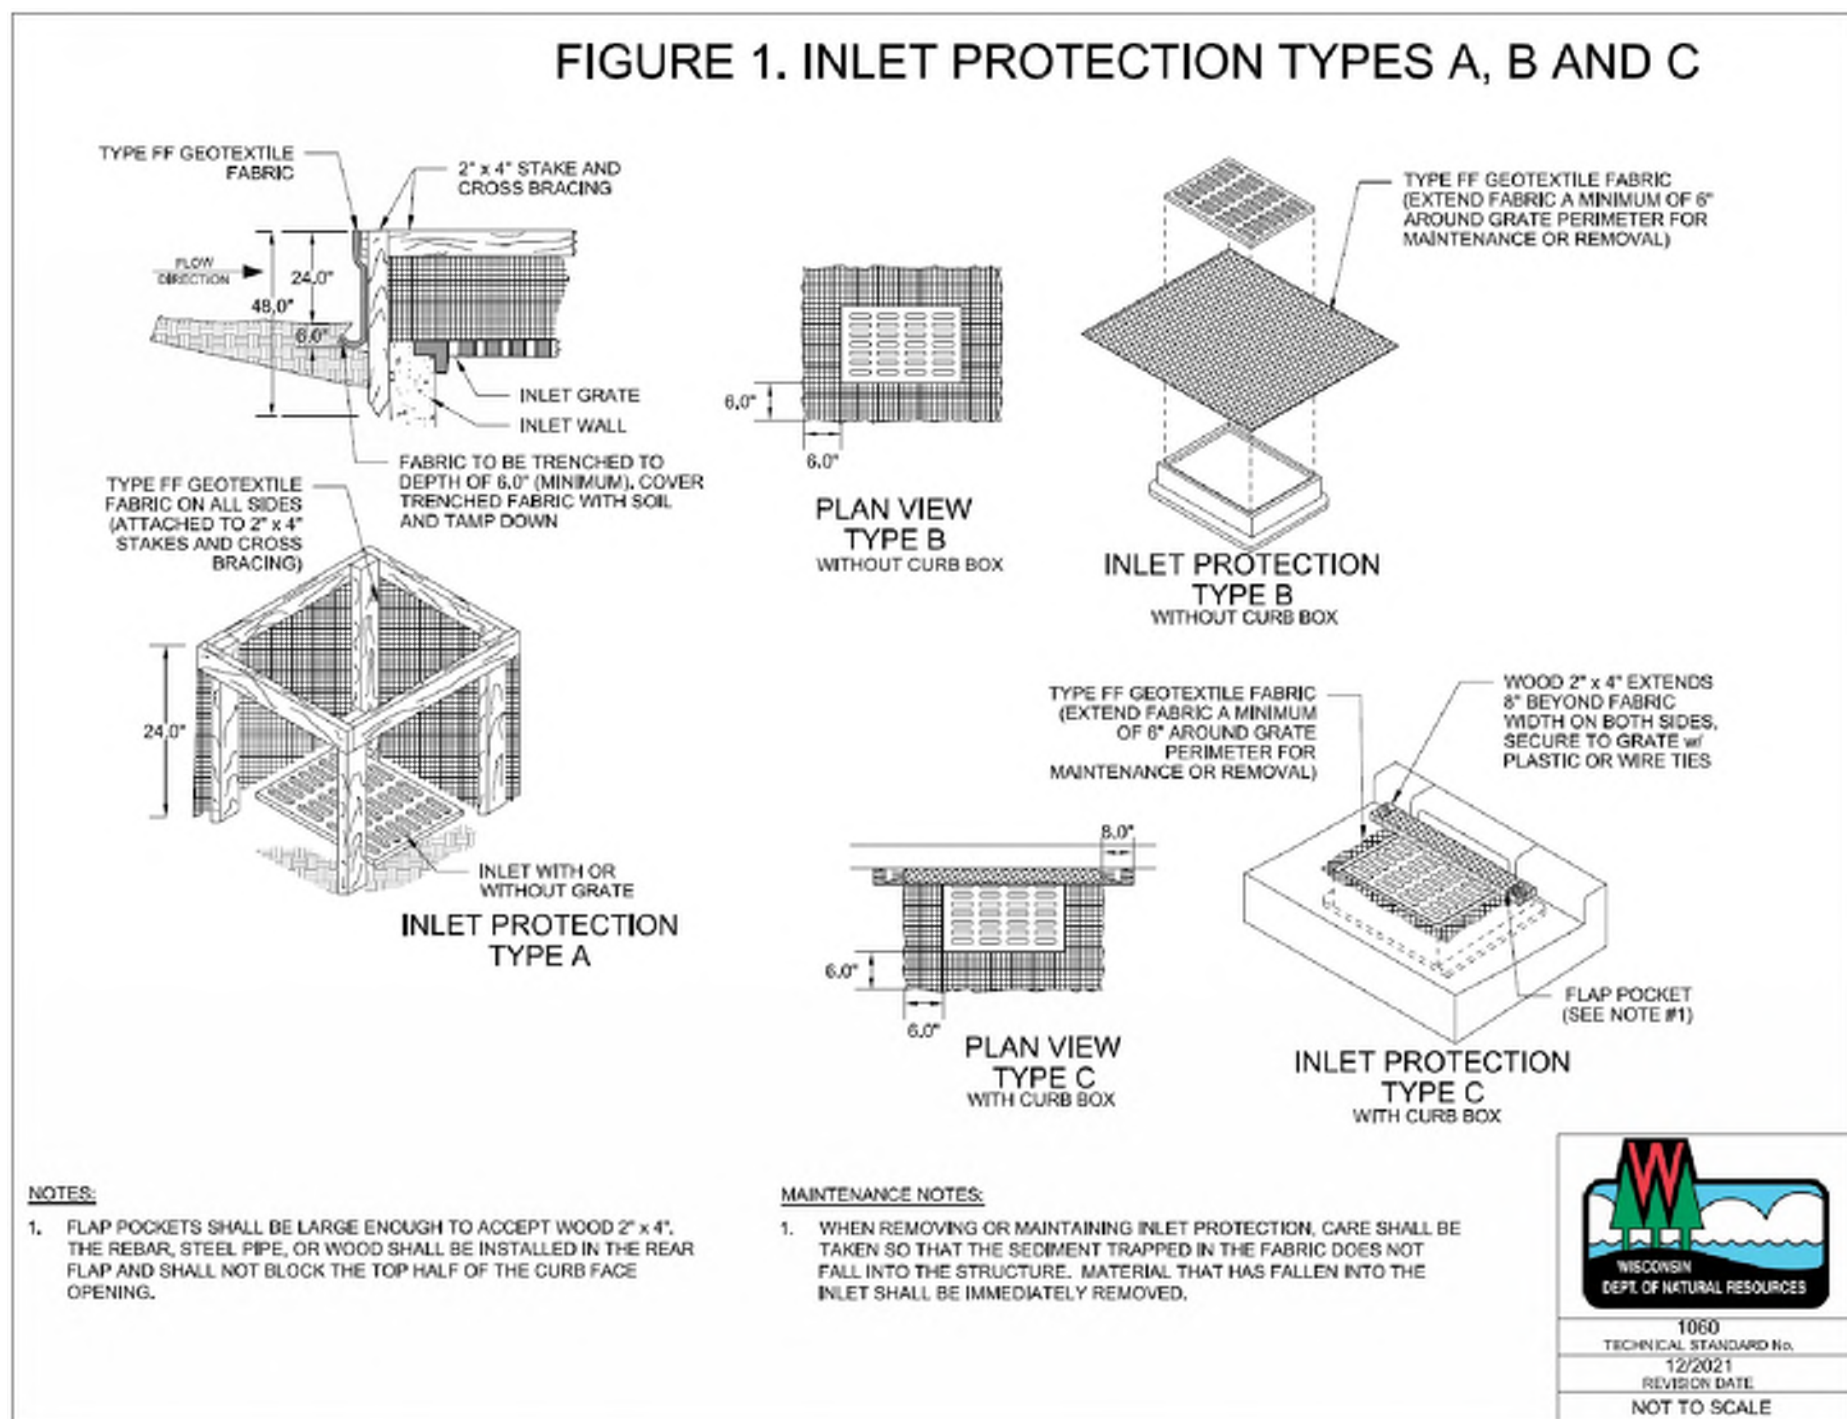 FIGURE 1. INLET PROTECTION TYPES A, B AND C
TYPE FF GEOTEXTILE
FABRIC
2" x 4" STAKE AND
CROSS BRACING
FLOW
DIRECTION
24.0"
48.0"
6.0"
INLET GRATE
INLET WALL
FABRIC TO BE TRENCHED TO
DEPTH OF 6.0" (MINIMUM). COVER
TRENCHED FABRIC WITH SOIL
AND TAMP DOWN
TYPE FF GEOTEXTILE
FABRIC ON ALL SIDES
(ATTACHED TO 2" x 4"
STAKES AND CROSS
BRACING)
24.0"
INLET WITH OR
WITHOUT GRATE
INLET PROTECTION
TYPE A
6.0"
6.0"
PLAN VIEW
TYPE B
WITHOUT CURB BOX
TYPE FF GEOTEXTILE FABRIC
(EXTEND FABRIC A MINIMUM OF 6"
AROUND GRATE PERIMETER FOR
MAINTENANCE OR REMOVAL)
INLET PROTECTION
TYPE B
WITHOUT CURB BOX
TYPE FF GEOTEXTILE FABRIC
(EXTEND FABRIC A MINIMUM
OF 6" AROUND GRATE
PERIMETER FOR
MAINTENANCE OR REMOVAL)
WOOD 2" x 4" EXTENDS
8" BEYOND FABRIC
WIDTH ON BOTH SIDES,
SECURE TO GRATE w/
PLASTIC OR WIRE TIES
8.0"
6.0"
6.0"
PLAN VIEW
TYPE C
WITH CURB BOX
FLAP POCKET
(SEE NOTE #1)
INLET PROTECTION
TYPE C
WITH CURB BOX
NOTES:
1. FLAP POCKETS SHALL BE LARGE ENOUGH TO ACCEPT WOOD 2" x 4".
THE REBAR, STEEL PIPE, OR WOOD SHALL BE INSTALLED IN THE REAR
FLAP AND SHALL NOT BLOCK THE TOP HALF OF THE CURB FACE
OPENING.
MAINTENANCE NOTES:
1. WHEN REMOVING OR MAINTAINING INLET PROTECTION, CARE SHALL BE
TAKEN SO THAT THE SEDIMENT TRAPPED IN THE FABRIC DOES NOT
FALL INTO THE STRUCTURE. MATERIAL THAT HAS FALLEN INTO THE
INLET SHALL BE IMMEDIATELY REMOVED.
W
WISCONSIN
DEPT. OF NATURAL RESOURCES
1060
TECHNICAL STANDARD No.
12/2021
REVISION DATE
NOT TO SCALE